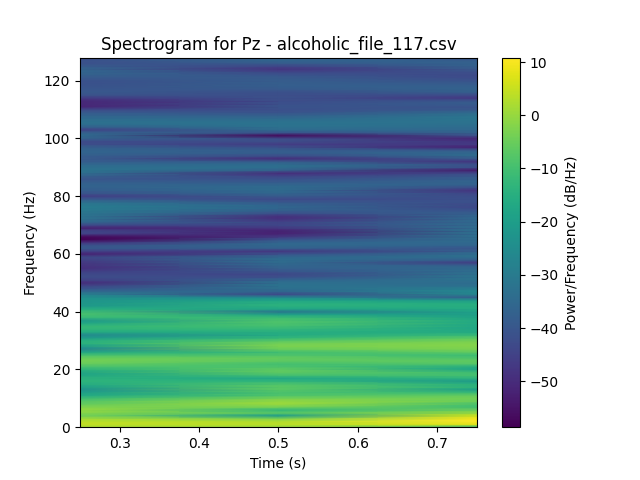 Spectrogram for Pz - alcoholic_file_117.csv
Frequency (Hz)
120
100
80
60
40
20
0
0.3 0.4 0.5 0.6 0.7
Time (s)
10
0
−10
−20
−30
−40
−50
Power/Frequency (dB/Hz)